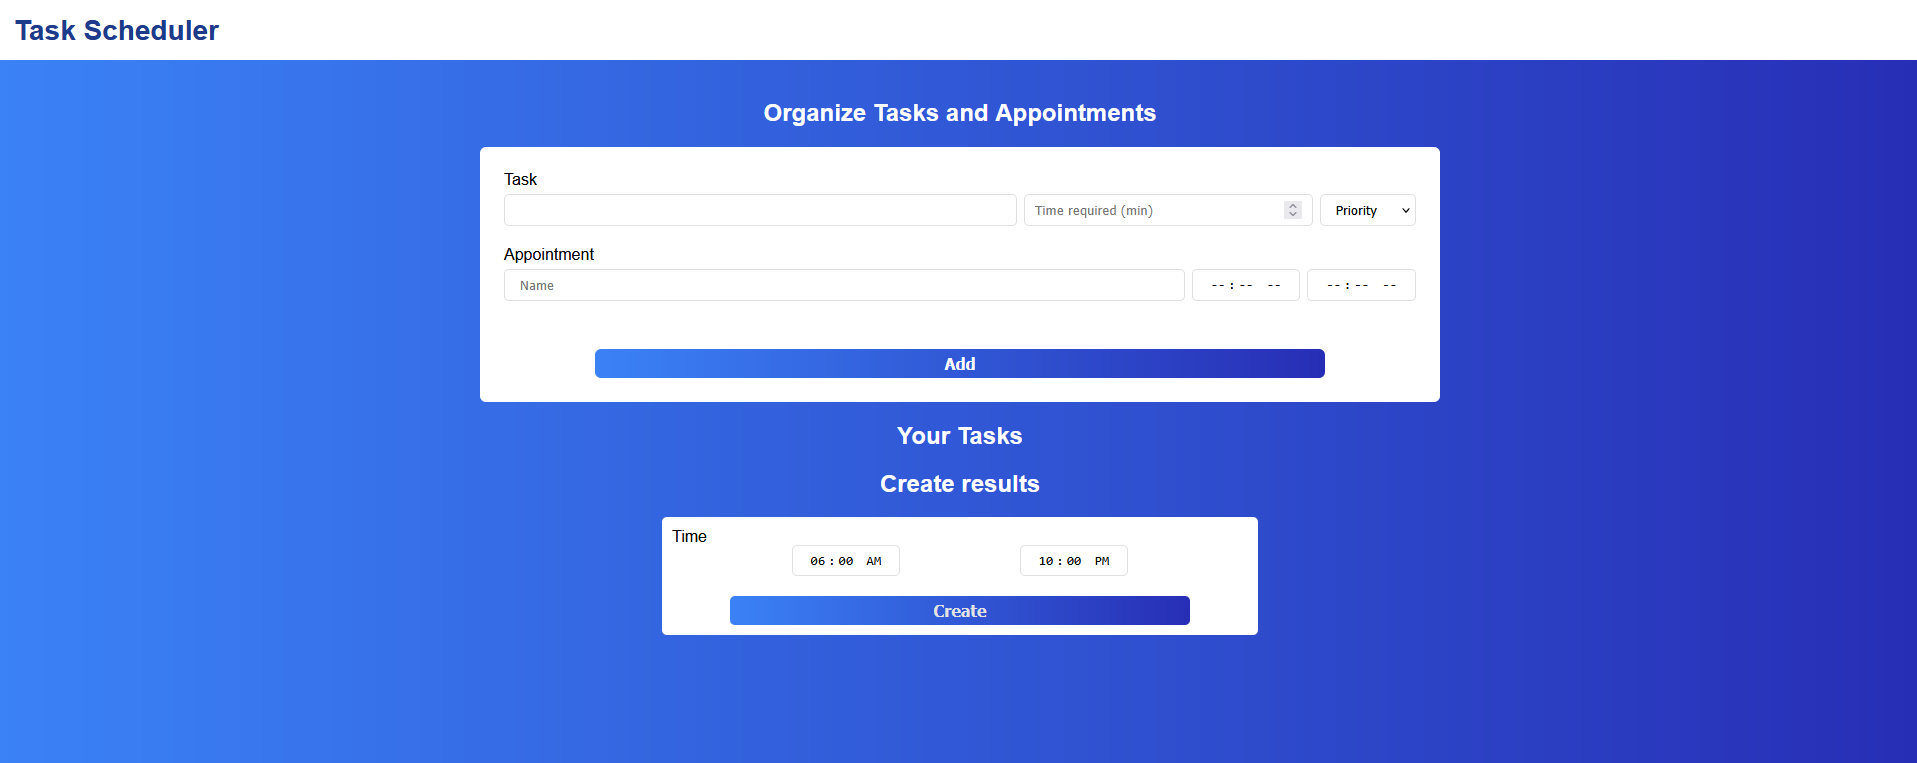 Task Scheduler
Organize Tasks and Appointments
Task
Time required (min) Priority
Appointment
Name --:-- -- --:-- --
Add
Your Tasks
Create results
Time
06:00 AM 10:00 PM
Create